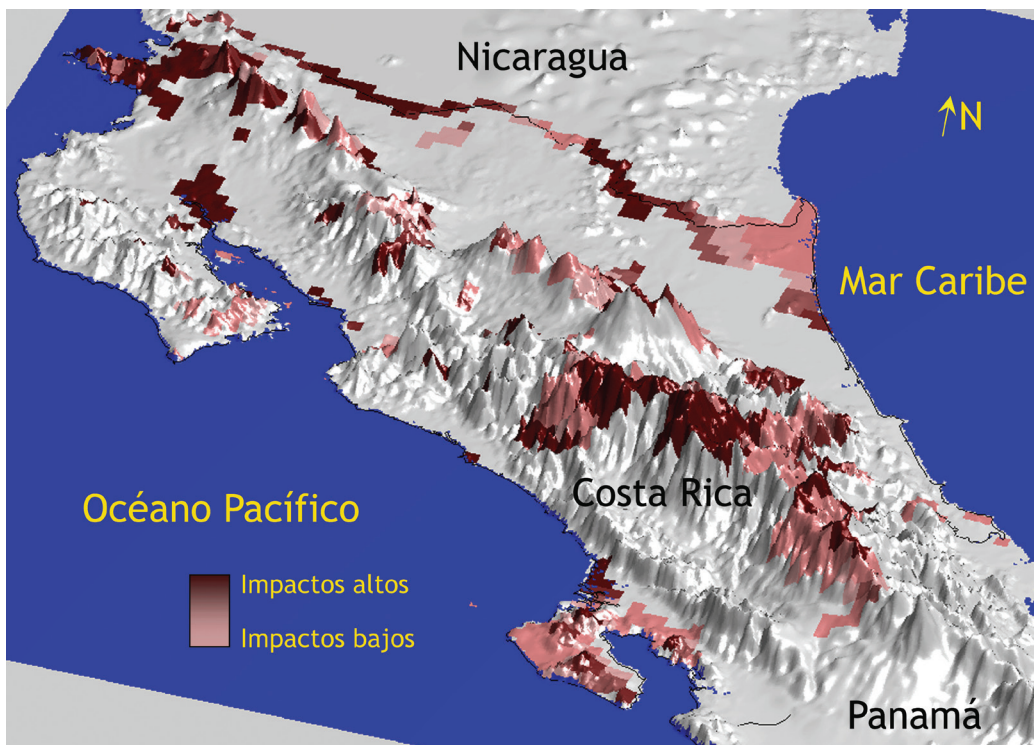 Nicaragua
N
Mar Caribe
Costa Rica
Océano Pacífico
Impactos altos
Impactos bajos
Panamá